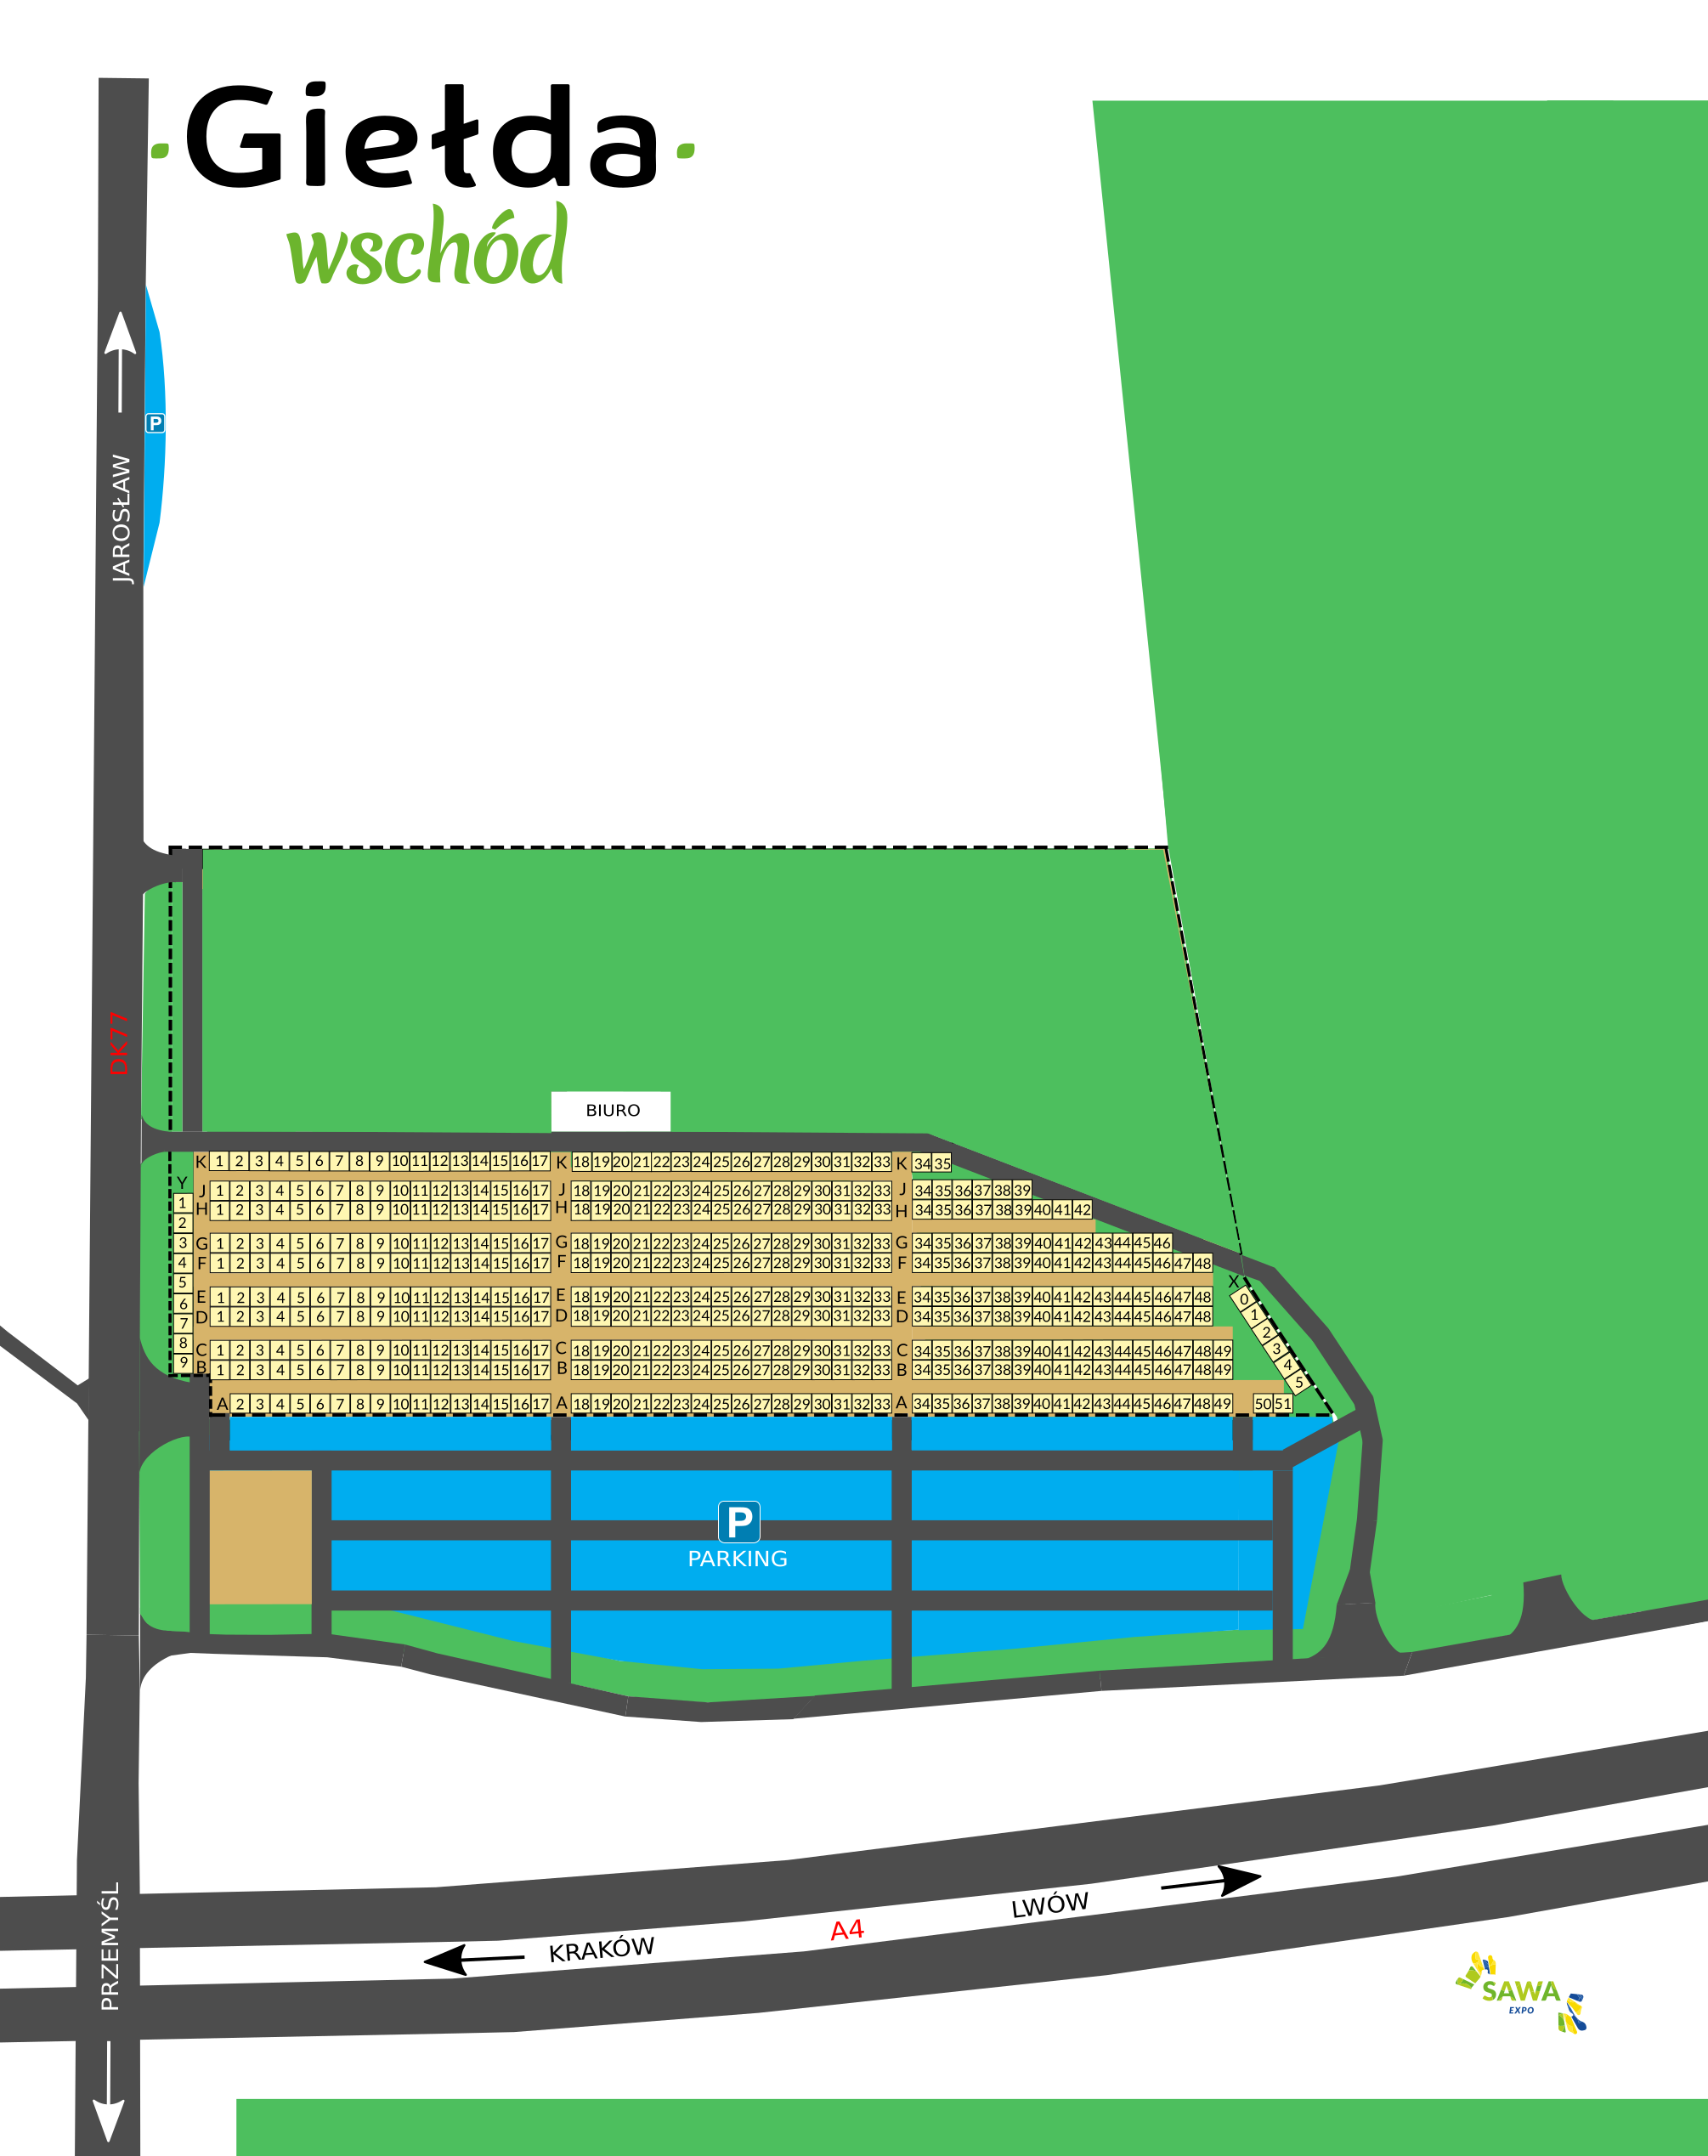 Giełda
wschód
P
JAROSŁAW
DK77
BIURO
K 1 2 3 4 5 6 7 8 9 10 11 12 13 14 15 16 17 K 18 19 20 21 22 23 24 25 26 27 28 29 30 31 32 33 K 34 35
Y
J 1 2 3 4 5 6 7 8 9 10 11 12 13 14 15 16 17 J 18 19 20 21 22 23 24 25 26 27 28 29 30 31 32 33 J 34 35 36 37 38 39
H 1 2 3 4 5 6 7 8 9 10 11 12 13 14 15 16 17 H 18 19 20 21 22 23 24 25 26 27 28 29 30 31 32 33 H 34 35 36 37 38 39 40 41 42
G 1 2 3 4 5 6 7 8 9 10 11 12 13 14 15 16 17 G 18 19 20 21 22 23 24 25 26 27 28 29 30 31 32 33 G 34 35 36 37 38 39 40 41 42 43 44 45 46
F 1 2 3 4 5 6 7 8 9 10 11 12 13 14 15 16 17 F 18 19 20 21 22 23 24 25 26 27 28 29 30 31 32 33 F 34 35 36 37 38 39 40 41 42 43 44 45 46 47 48
E 1 2 3 4 5 6 7 8 9 10 11 12 13 14 15 16 17 E 18 19 20 21 22 23 24 25 26 27 28 29 30 31 32 33 E 34 35 36 37 38 39 40 41 42 43 44 45 46 47 48
D 1 2 3 4 5 6 7 8 9 10 11 12 13 14 15 16 17 D 18 19 20 21 22 23 24 25 26 27 28 29 30 31 32 33 D 34 35 36 37 38 39 40 41 42 43 44 45 46 47 48
C 1 2 3 4 5 6 7 8 9 10 11 12 13 14 15 16 17 C 18 19 20 21 22 23 24 25 26 27 28 29 30 31 32 33 C 34 35 36 37 38 39 40 41 42 43 44 45 46 47 48 49
B 1 2 3 4 5 6 7 8 9 10 11 12 13 14 15 16 17 B 18 19 20 21 22 23 24 25 26 27 28 29 30 31 32 33 B 34 35 36 37 38 39 40 41 42 43 44 45 46 47 48 49
A 2 3 4 5 6 7 8 9 10 11 12 13 14 15 16 17 A 18 19 20 21 22 23 24 25 26 27 28 29 30 31 32 33 A 34 35 36 37 38 39 40 41 42 43 44 45 46 47 48 49 50 51
1
2
3
4
5
6
7
8
9
X
0
1
2
3
4
5
P
PARKING
PRZEMYŚL
LWÓW
A4
KRAKÓW
SAWA
EXPO